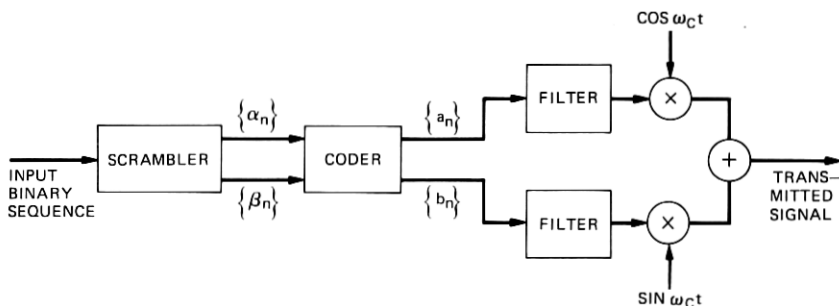 COS ωCt
{αn}
{an}
FILTER
×
SCRAMBLER
CODER
+
INPUT
BINARY
SEQUENCE
TRANS–
MITTED
SIGNAL
{βn}
{bn}
FILTER
×
SIN ωCt